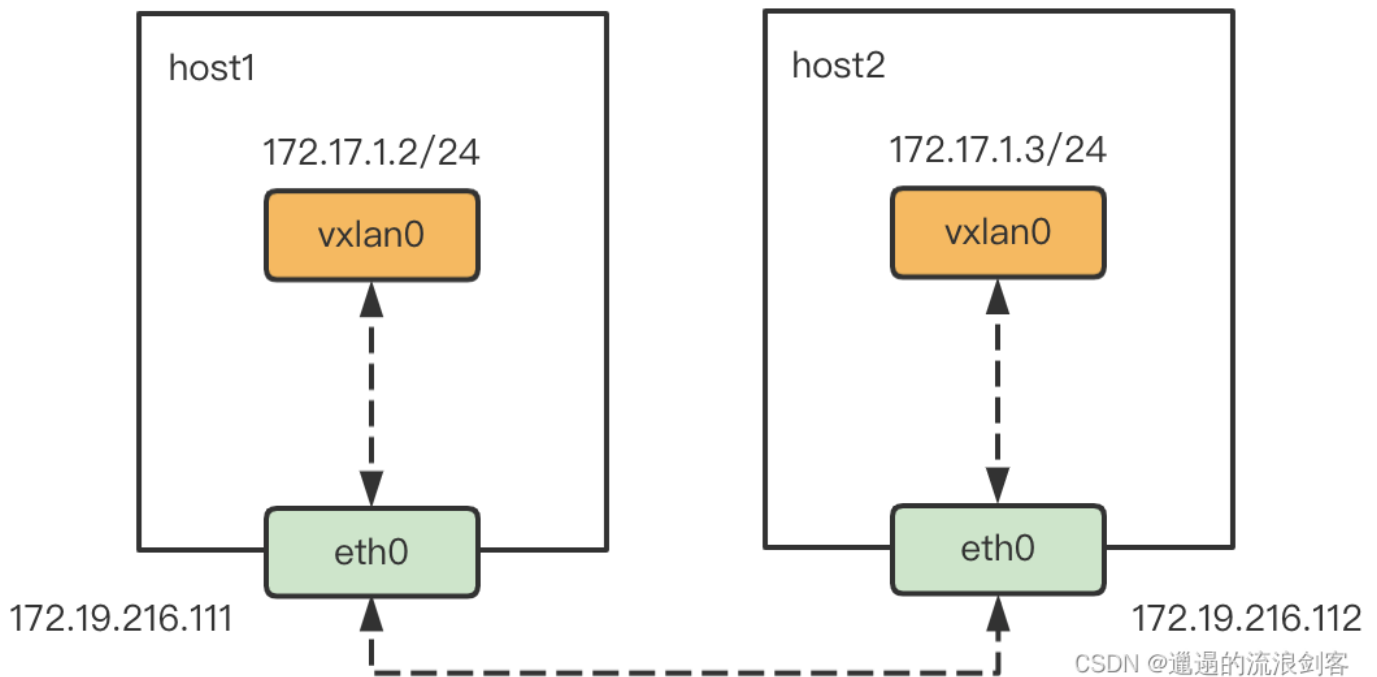 host1
172.17.1.2/24
vxlan0
eth0
172.19.216.111
host2
172.17.1.3/24
vxlan0
eth0
172.19.216.112
CSDN @邋遢的流浪剑客